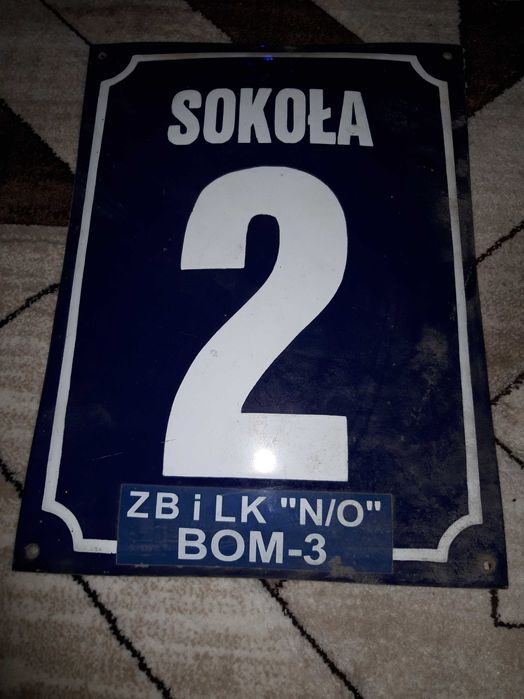 SOKOŁA
2
ZB i LK "N/O"
BOM-3